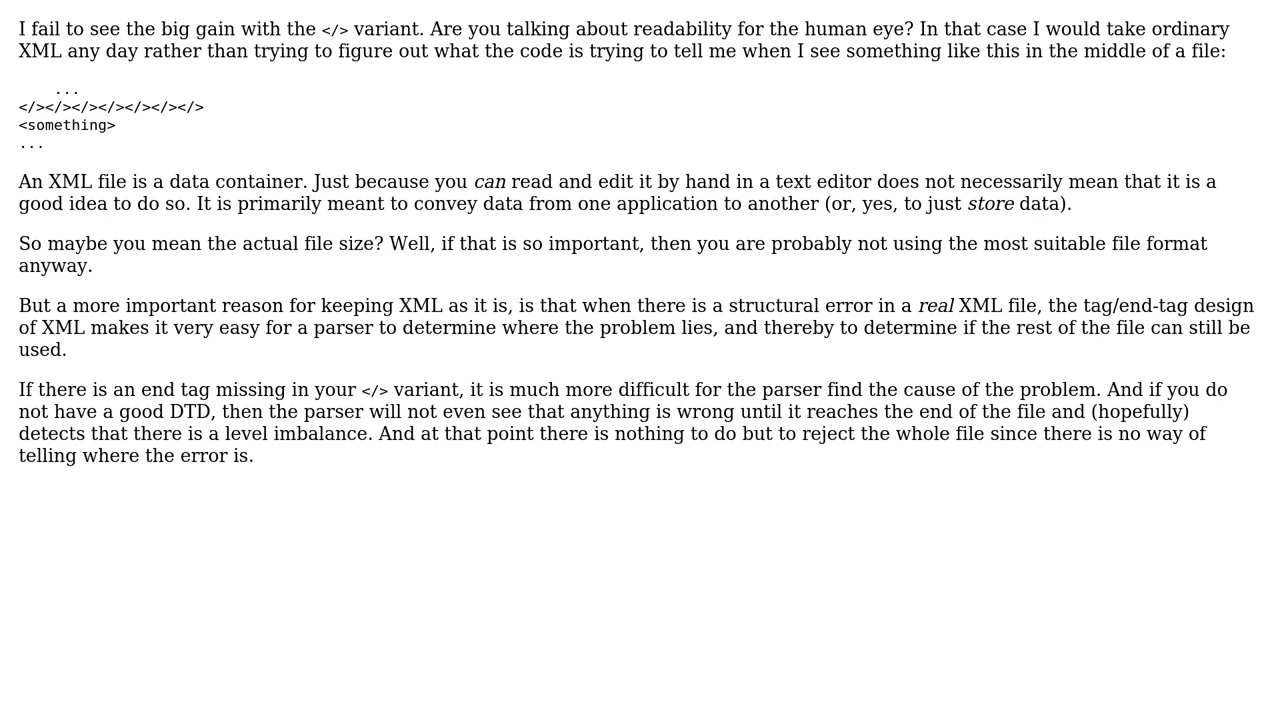 I fail to see the big gain with the </> variant. Are you talking about readability for the human eye? In that case I would take ordinary
XML any day rather than trying to figure out what the code is trying to tell me when I see something like this in the middle of a file:
...
</></></></></></></>
<something>
...
An XML file is a data container. Just because you can read and edit it by hand in a text editor does not necessarily mean that it is a
good idea to do so. It is primarily meant to convey data from one application to another (or, yes, to just store data).
So maybe you mean the actual file size? Well, if that is so important, then you are probably not using the most suitable file format
anyway.
But a more important reason for keeping XML as it is, is that when there is a structural error in a real XML file, the tag/end-tag design
of XML makes it very easy for a parser to determine where the problem lies, and thereby to determine if the rest of the file can still be
used.
If there is an end tag missing in your </> variant, it is much more difficult for the parser find the cause of the problem. And if you do
not have a good DTD, then the parser will not even see that anything is wrong until it reaches the end of the file and (hopefully)
detects that there is a level imbalance. And at that point there is nothing to do but to reject the whole file since there is no way of
telling where the error is.